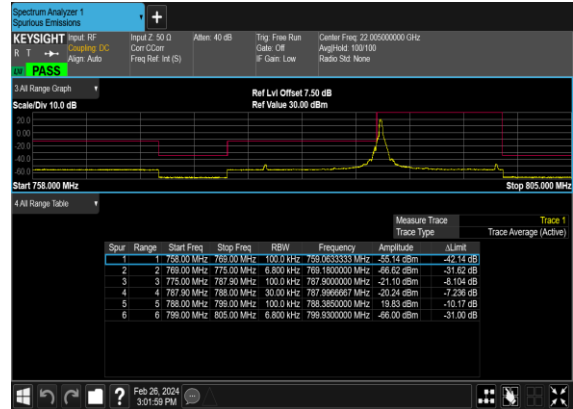 Spectrum Analyzer 1
Spurious Emissions
KEYSIGHT Input: RF Input Z: 50 Ω Atten: 40 dB Trig: Free Run Center Freq: 22.005000000 GHz
R T Coupling: DC Corr CCorr Gate: Off Avg|Hold: 100/100
Align: Auto Freq Ref: Int (S) IF Gain: Low Radio Std: None
PASS
3 All Range Graph
Ref Lvl Offset 7.50 dB
Scale/Div 10.0 dB Ref Value 30.00 dBm
20.0
0.00
-20.0
-40.0
-60.0
Start 758.000 MHz Stop 805.000 MHz
4 All Range Table
Measure Trace Trace 1
Trace Type Trace Average (Active)
Spur Range Start Freq Stop Freq RBW Frequency Amplitude ΔLimit
1 1 758.00 MHz 769.00 MHz 100.0 kHz 759.0633333 MHz -55.14 dBm -42.14 dB
2 2 769.00 MHz 775.00 MHz 6.800 kHz 769.1800000 MHz -66.62 dBm -31.62 dB
3 3 775.00 MHz 787.90 MHz 100.0 kHz 787.9000000 MHz -21.10 dBm -8.104 dB
4 4 787.90 MHz 788.00 MHz 30.00 kHz 787.9966667 MHz -20.24 dBm -7.236 dB
5 5 788.00 MHz 799.00 MHz 100.0 kHz 788.3850000 MHz 19.83 dBm -10.17 dB
6 6 799.00 MHz 805.00 MHz 6.800 kHz 799.9300000 MHz -66.00 dBm -31.00 dB
? Feb 26, 2024
3:01:59 PM